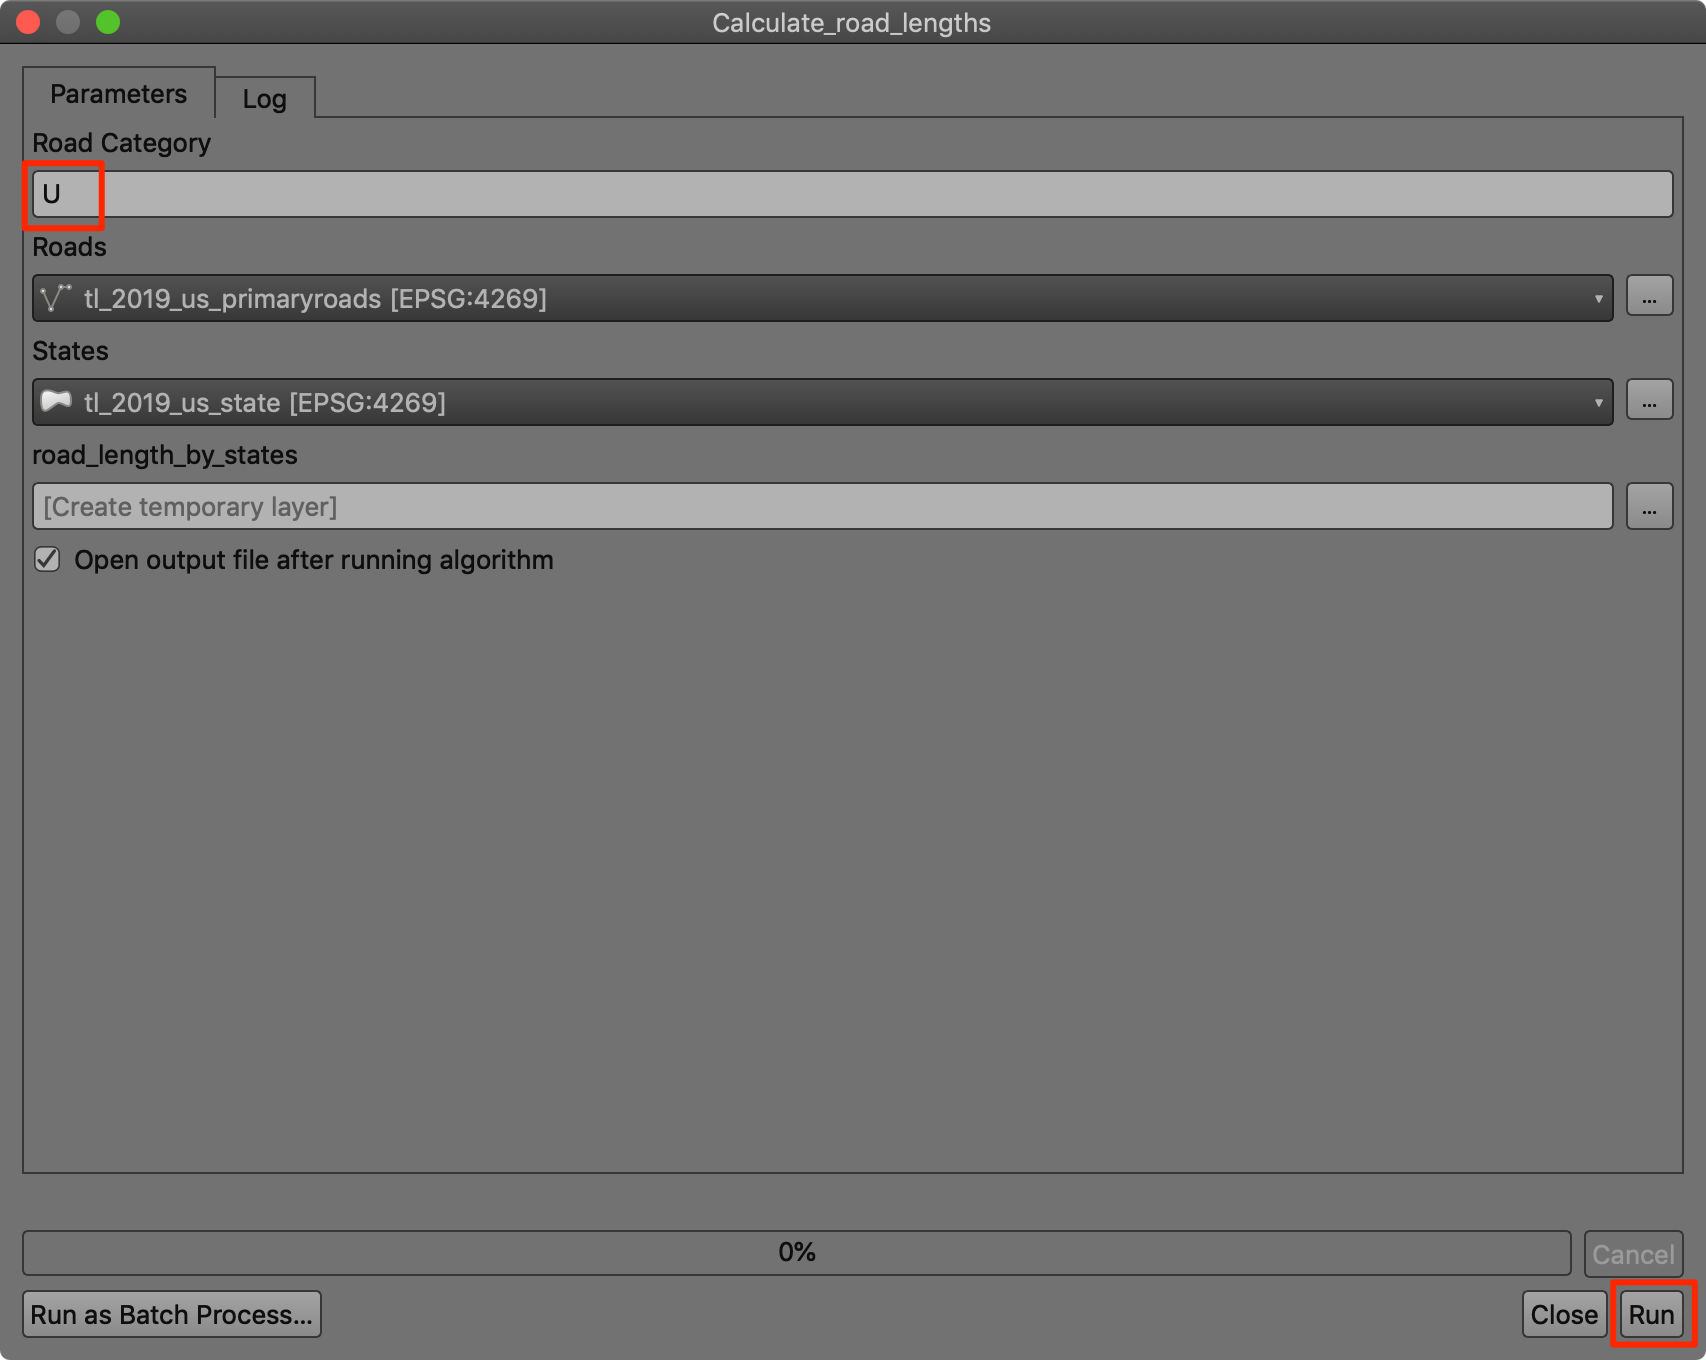 Calculate_road_lengths
Parameters
Log
Road Category
U
Roads
tl_2019_us_primaryroads [EPSG:4269]
...
States
tl_2019_us_state [EPSG:4269]
...
road_length_by_states
[Create temporary layer]
...
Open output file after running algorithm
0%
Cancel
Run as Batch Process...
Close
Run